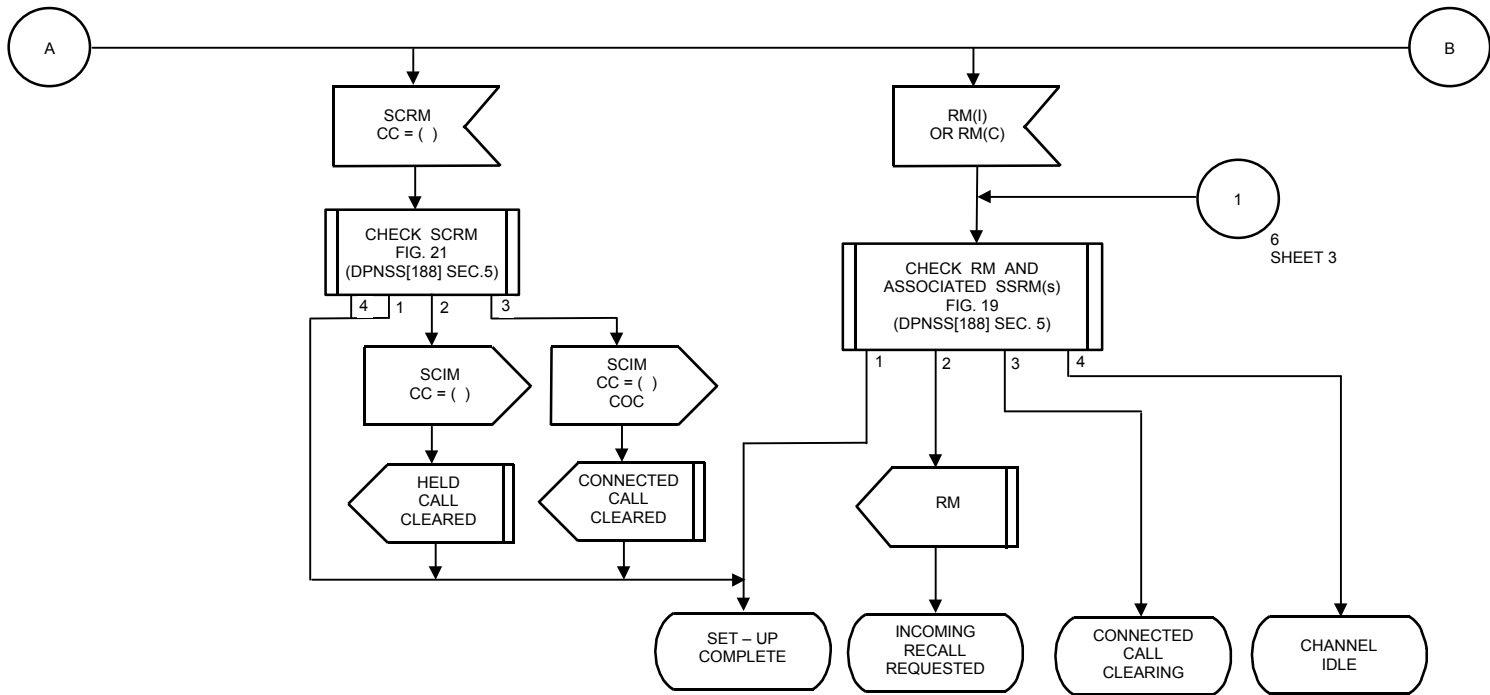 A
B
SCRM
CC = ( )
RM(I)
OR RM(C)
1
6
SHEET 3
CHECK SCRM
FIG. 21
(DPNSS[188] SEC.5)
CHECK RM AND
ASSOCIATED SSRM(s)
FIG. 19
(DPNSS[188] SEC. 5)
4
1
2
3
1
2
3
4
SCIM
CC = ( )
SCIM
CC = ( )
COC
HELD
CALL
CLEARED
CONNECTED
CALL
CLEARED
RM
SET – UP
COMPLETE
INCOMING
RECALL
REQUESTED
CONNECTED
CALL
CLEARING
CHANNEL
IDLE